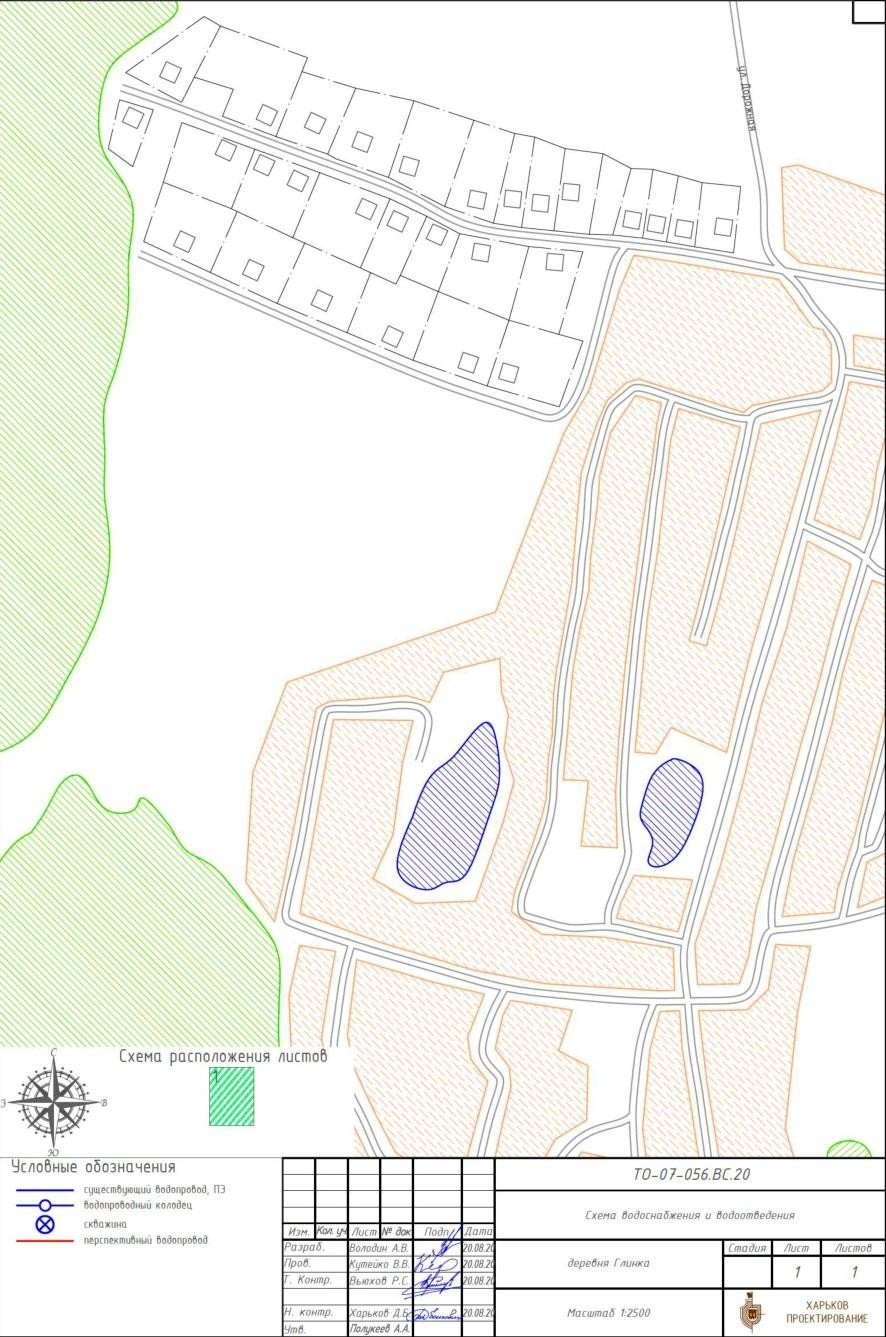 ул. Дорожная
С
З
В
Ю
Схема расположения листов
1
Условные обозначения
существующий водопровод, ПЭ
водопроводный колодец
скважина
перспективный водопровод
Изм. Кол. уч Лист № док Подп. Дата
Разраб. Володин А.В. 20.08.20
Пров. Кутейко В.В. 20.08.20
Т. Контр. Вьюхов Р.С. 20.08.20
Н. контр. Харьков Д.Б. 20.08.20
Утв. Полукеев А.А.
ТО-07-056.ВС.20
Схема водоснабжения и водоотведения
деревня Глинка
Стадия Лист Листов
1 1
Масштаб 1:2500
ХАРЬКОВ
ПРОЕКТИРОВАНИЕ